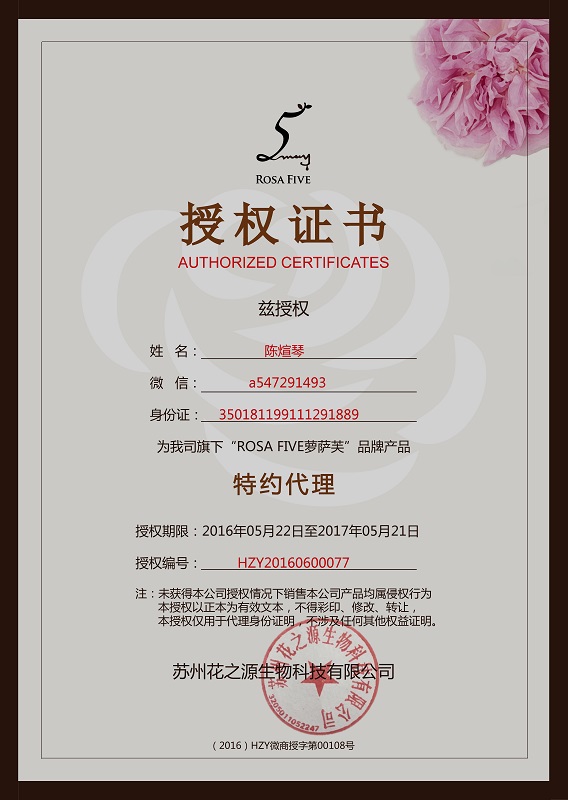 5 may
ROSA FIVE
授权证书
AUTHORIZED CERTIFICATES
兹授权
姓 名：陈煊琴
微 信：a547291493
身份证：350181199111291889
为我司旗下“ROSA FIVE萝萨芙”品牌产品
特约代理
授权期限：2016年05月22日至2017年05月21日
授权编号：HZY20160600077
注：未获得本公司授权情况下销售本公司产品均属侵权行为
本授权以正本为有效文本，不得彩印、修改、转让，
本授权仅用于代理身份证明，不涉及任何其他权益证明。
苏州花之源生物科技有限公司
苏州花之源生物科技有限公司
3205011052247
（2016）HZY微商授字第00108号